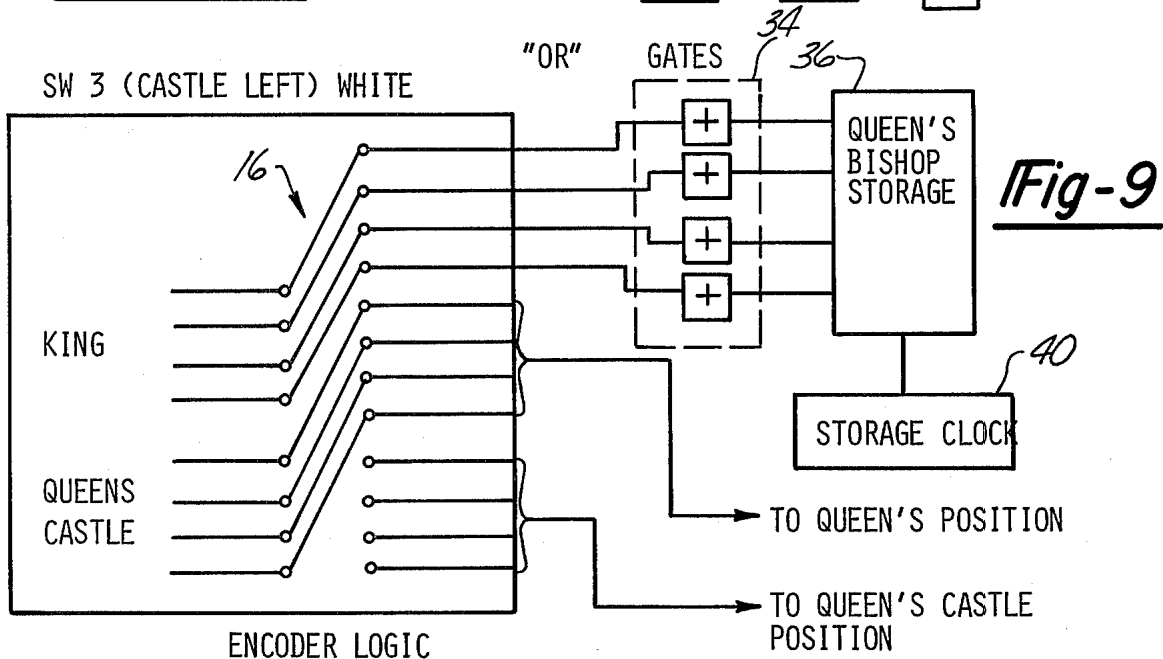 34
"OR" GATES 36
SW 3 (CASTLE LEFT) WHITE
+
QUEEN'S
BISHOP
STORAGE
+
16
Fig-9
+
+
KING
40
STORAGE CLOCK
QUEENS
CASTLE
TO QUEEN'S POSITION
TO QUEEN'S CASTLE
POSITION
ENCODER LOGIC